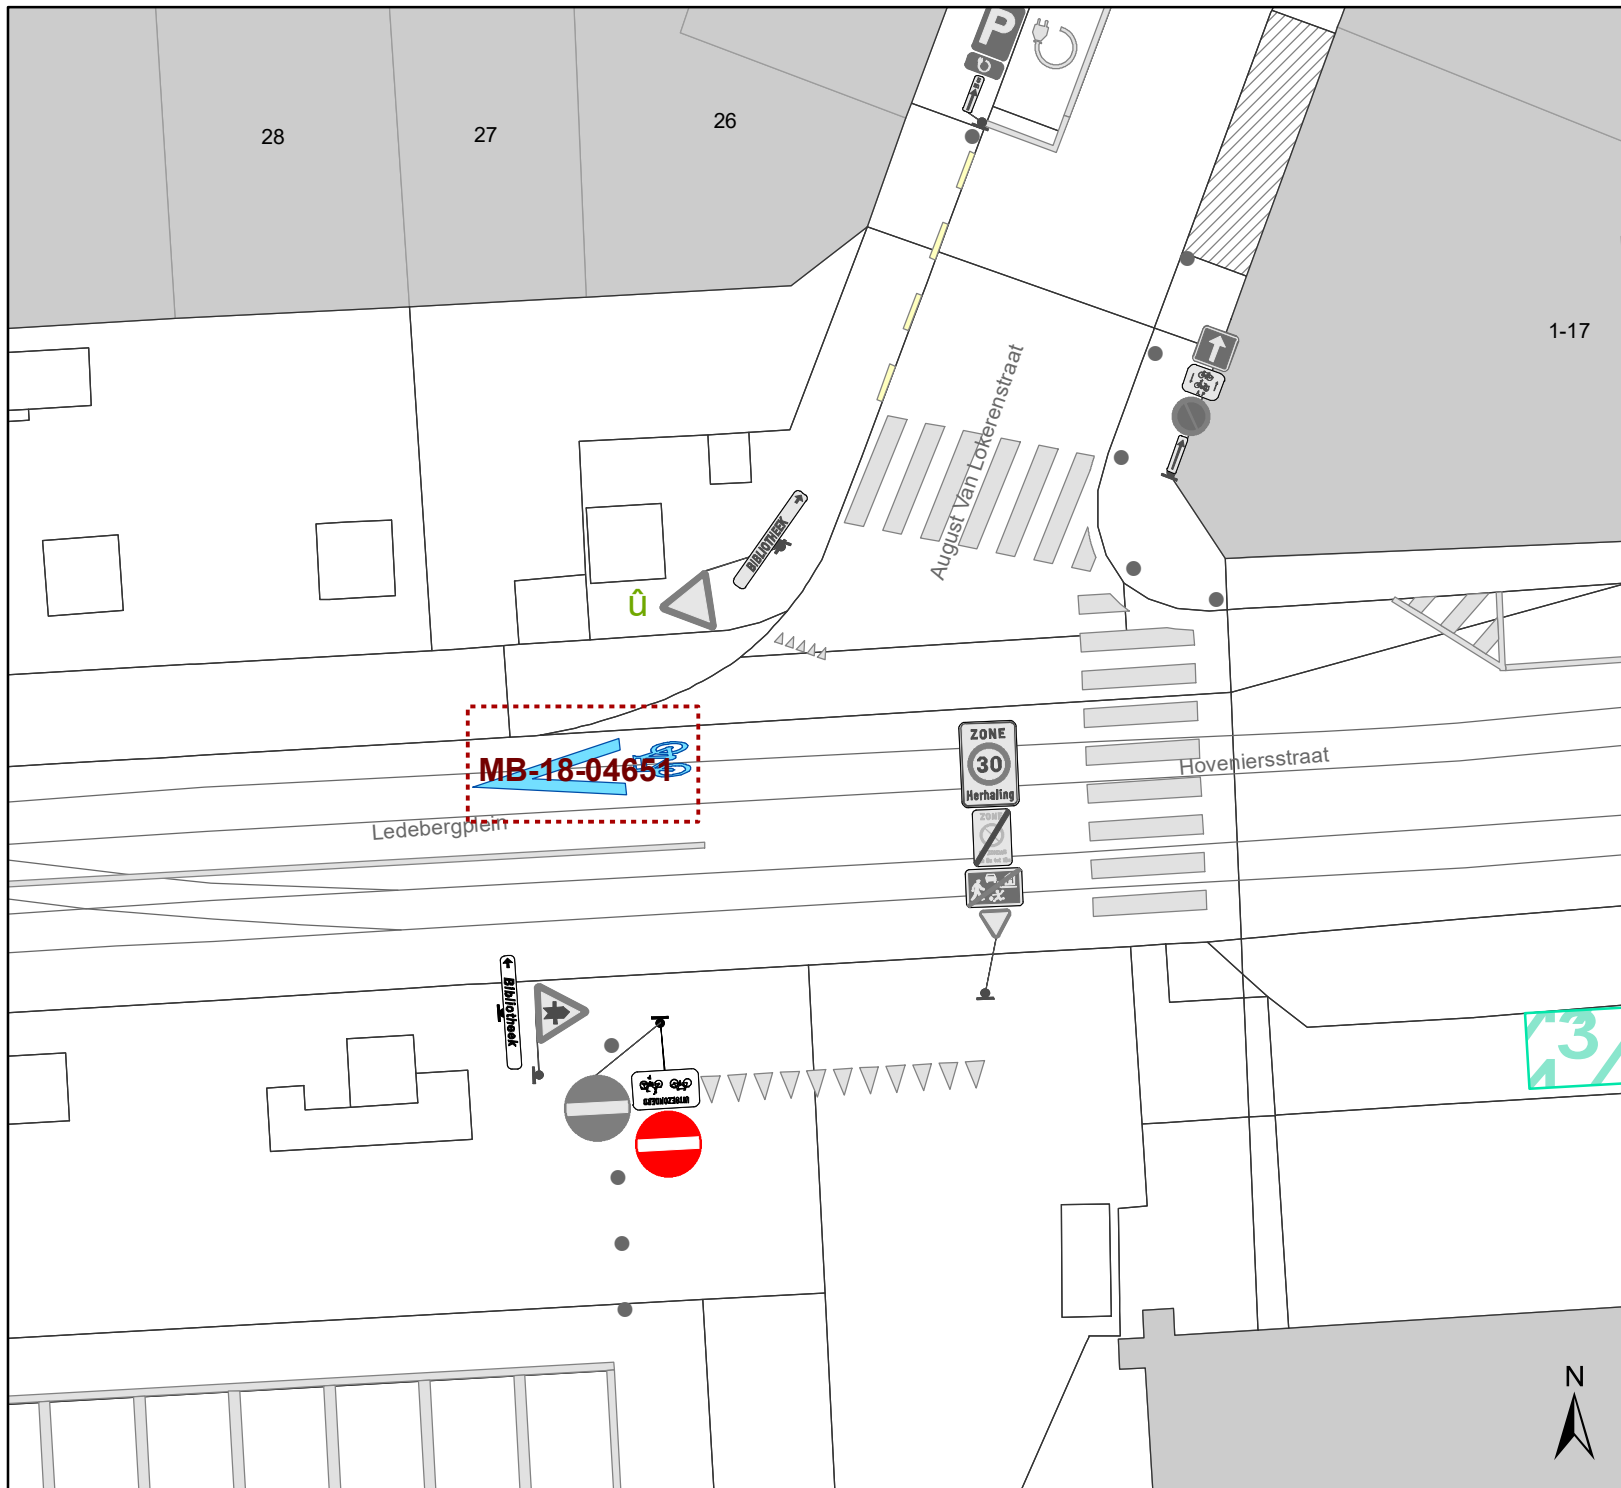 P
28
27
26
1-17
August Van Lokerenstraat
BIBLIOTHEEK
û
MB-18-04651
ZONE
30
Herhaling
ZONE
Hoveniersstraat
Ledebergplein
Bibliotheek
UITGEZONDERD
3/
N